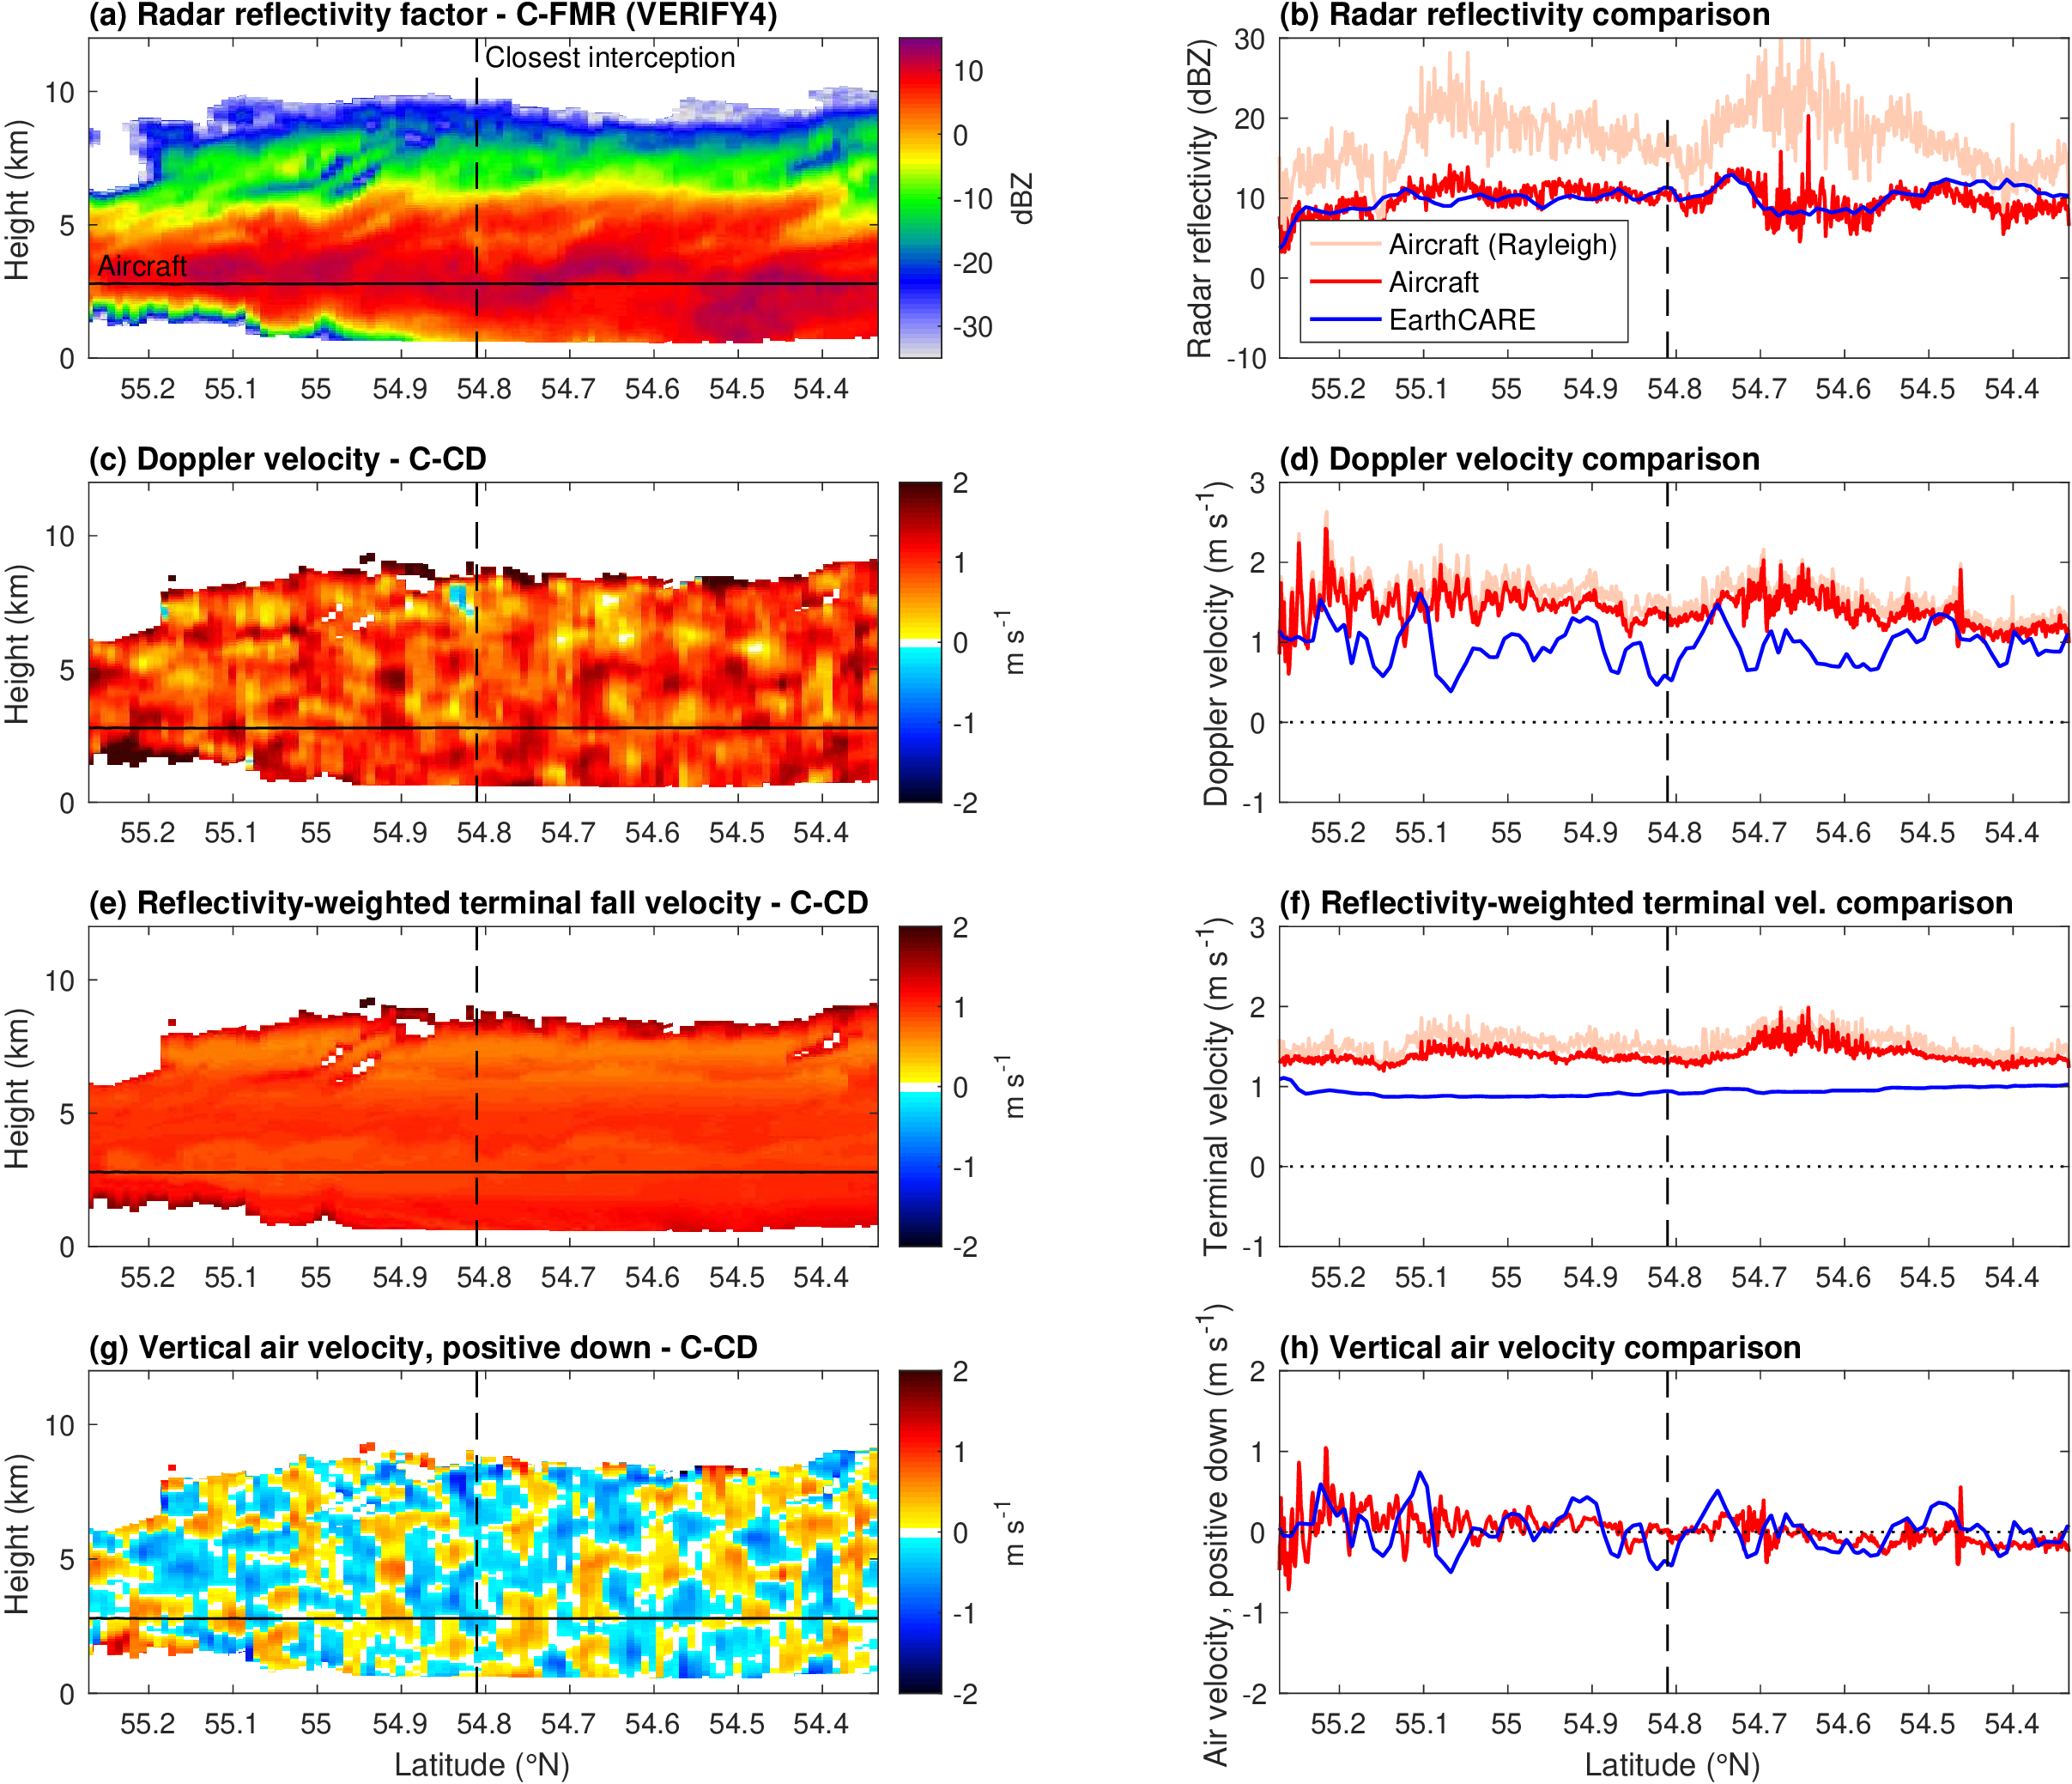 (a) Radar reflectivity factor - C-FMR (VERIFY4)
Closest interception
Aircraft
Height (km)
10
5
0
55.2 55.1 55 54.9 54.8 54.7 54.6 54.5 54.4
10
0
-10
-20
-30
dBZ
(b) Radar reflectivity comparison
Radar reflectivity (dBZ)
30
20
10
0
-10
Aircraft (Rayleigh)
Aircraft
EarthCARE
55.2 55.1 55 54.9 54.8 54.7 54.6 54.5 54.4
(c) Doppler velocity - C-CD
Height (km)
10
5
0
55.2 55.1 55 54.9 54.8 54.7 54.6 54.5 54.4
2
1
0
-1
-2
m s-1
(d) Doppler velocity comparison
Doppler velocity (m s-1)
3
2
1
0
-1
55.2 55.1 55 54.9 54.8 54.7 54.6 54.5 54.4
(e) Reflectivity-weighted terminal fall velocity - C-CD
Height (km)
10
5
0
55.2 55.1 55 54.9 54.8 54.7 54.6 54.5 54.4
2
1
0
-1
-2
m s-1
(f) Reflectivity-weighted terminal vel. comparison
Terminal velocity (m s-1)
3
2
1
0
-1
55.2 55.1 55 54.9 54.8 54.7 54.6 54.5 54.4
(g) Vertical air velocity, positive down - C-CD
Height (km)
10
5
0
55.2 55.1 55 54.9 54.8 54.7 54.6 54.5 54.4
Latitude (°N)
2
1
0
-1
-2
m s-1
(h) Vertical air velocity comparison
Air velocity, positive down (m s-1)
2
1
0
-1
-2
55.2 55.1 55 54.9 54.8 54.7 54.6 54.5 54.4
Latitude (°N)